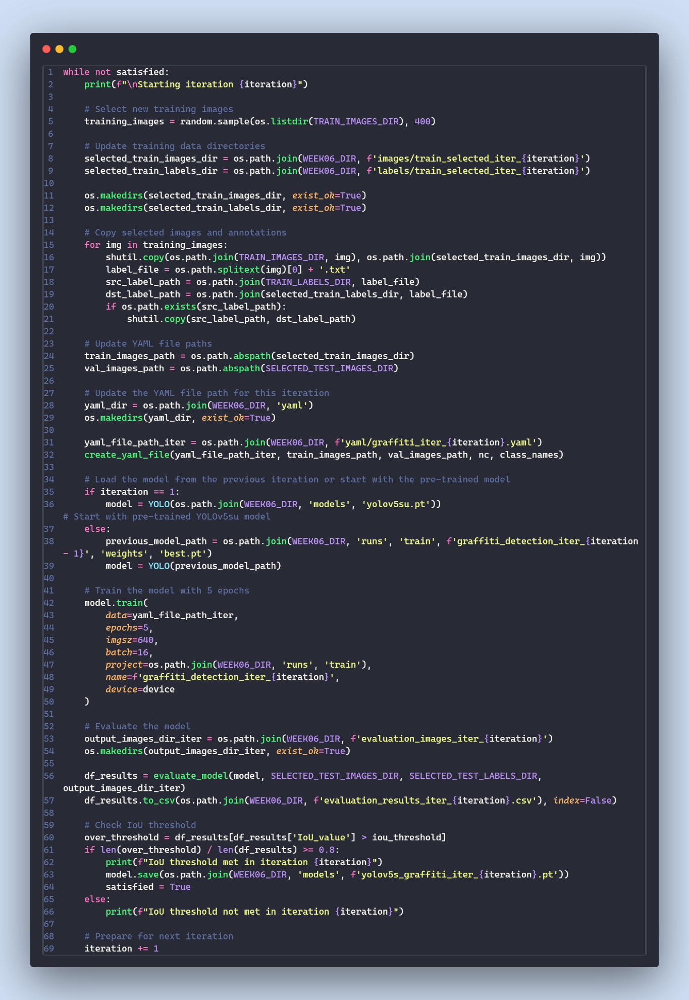 1 while not satisfied:
2     print(f"\nStarting iteration {iteration}")
3
4     # Select new training images
5     training_images = random.sample(os.listdir(TRAIN_IMAGES_DIR), 400)
6
7     # Update training data directories
8     selected_train_images_dir = os.path.join(WEEK06_DIR, f'images/train_selected_iter_{iteration}')
9     selected_train_labels_dir = os.path.join(WEEK06_DIR, f'labels/train_selected_iter_{iteration}')
10
11     os.makedirs(selected_train_images_dir, exist_ok=True)
12     os.makedirs(selected_train_labels_dir, exist_ok=True)
13
14     # Copy selected images and annotations
15     for img in training_images:
16         shutil.copy(os.path.join(TRAIN_IMAGES_DIR, img), os.path.join(selected_train_images_dir, img))
17         label_file = os.path.splitext(img)[0] + '.txt'
18         src_label_path = os.path.join(TRAIN_LABELS_DIR, label_file)
19         dst_label_path = os.path.join(selected_train_labels_dir, label_file)
20         if os.path.exists(src_label_path):
21             shutil.copy(src_label_path, dst_label_path)
22
23     # Update YAML file paths
24     train_images_path = os.path.abspath(selected_train_images_dir)
25     val_images_path = os.path.abspath(SELECTED_TEST_IMAGES_DIR)
26
27     # Update the YAML file path for this iteration
28     yaml_dir = os.path.join(WEEK06_DIR, 'yaml')
29     os.makedirs(yaml_dir, exist_ok=True)
30
31     yaml_file_path_iter = os.path.join(WEEK06_DIR, f'yaml/graffiti_iter_{iteration}.yaml')
32     create_yaml_file(yaml_file_path_iter, train_images_path, val_images_path, nc, class_names)
33
34     # Load the model from the previous iteration or start with the pre-trained model
35     if iteration == 1:
36         model = YOLO(os.path.join(WEEK06_DIR, 'models', 'yolov5su.pt'))
# Start with pre-trained YOLOv5su model
37     else:
38         previous_model_path = os.path.join(WEEK06_DIR, 'runs', 'train', f'graffiti_detection_iter_{iteration
- 1}', 'weights', 'best.pt')
39         model = YOLO(previous_model_path)
40
41     # Train the model with 5 epochs
42     model.train(
43         data=yaml_file_path_iter,
44         epochs=5,
45         imgsz=640,
46         batch=16,
47         project=os.path.join(WEEK06_DIR, 'runs', 'train'),
48         name=f'graffiti_detection_iter_{iteration}',
49         device=device
50     )
51
52     # Evaluate the model
53     output_images_dir_iter = os.path.join(WEEK06_DIR, f'evaluation_images_iter_{iteration}')
54     os.makedirs(output_images_dir_iter, exist_ok=True)
55
56     df_results = evaluate_model(model, SELECTED_TEST_IMAGES_DIR, SELECTED_TEST_LABELS_DIR,
output_images_dir_iter)
57     df_results.to_csv(os.path.join(WEEK06_DIR, f'evaluation_results_iter_{iteration}.csv'), index=False)
58
59     # Check IoU threshold
60     over_threshold = df_results[df_results['IoU_value'] > iou_threshold]
61     if len(over_threshold) / len(df_results) >= 0.8:
62         print(f"IoU threshold met in iteration {iteration}")
63         model.save(os.path.join(WEEK06_DIR, 'models', f'yolov5s_graffiti_iter_{iteration}.pt'))
64         satisfied = True
65     else:
66         print(f"IoU threshold not met in iteration {iteration}")
67
68     # Prepare for next iteration
69     iteration += 1